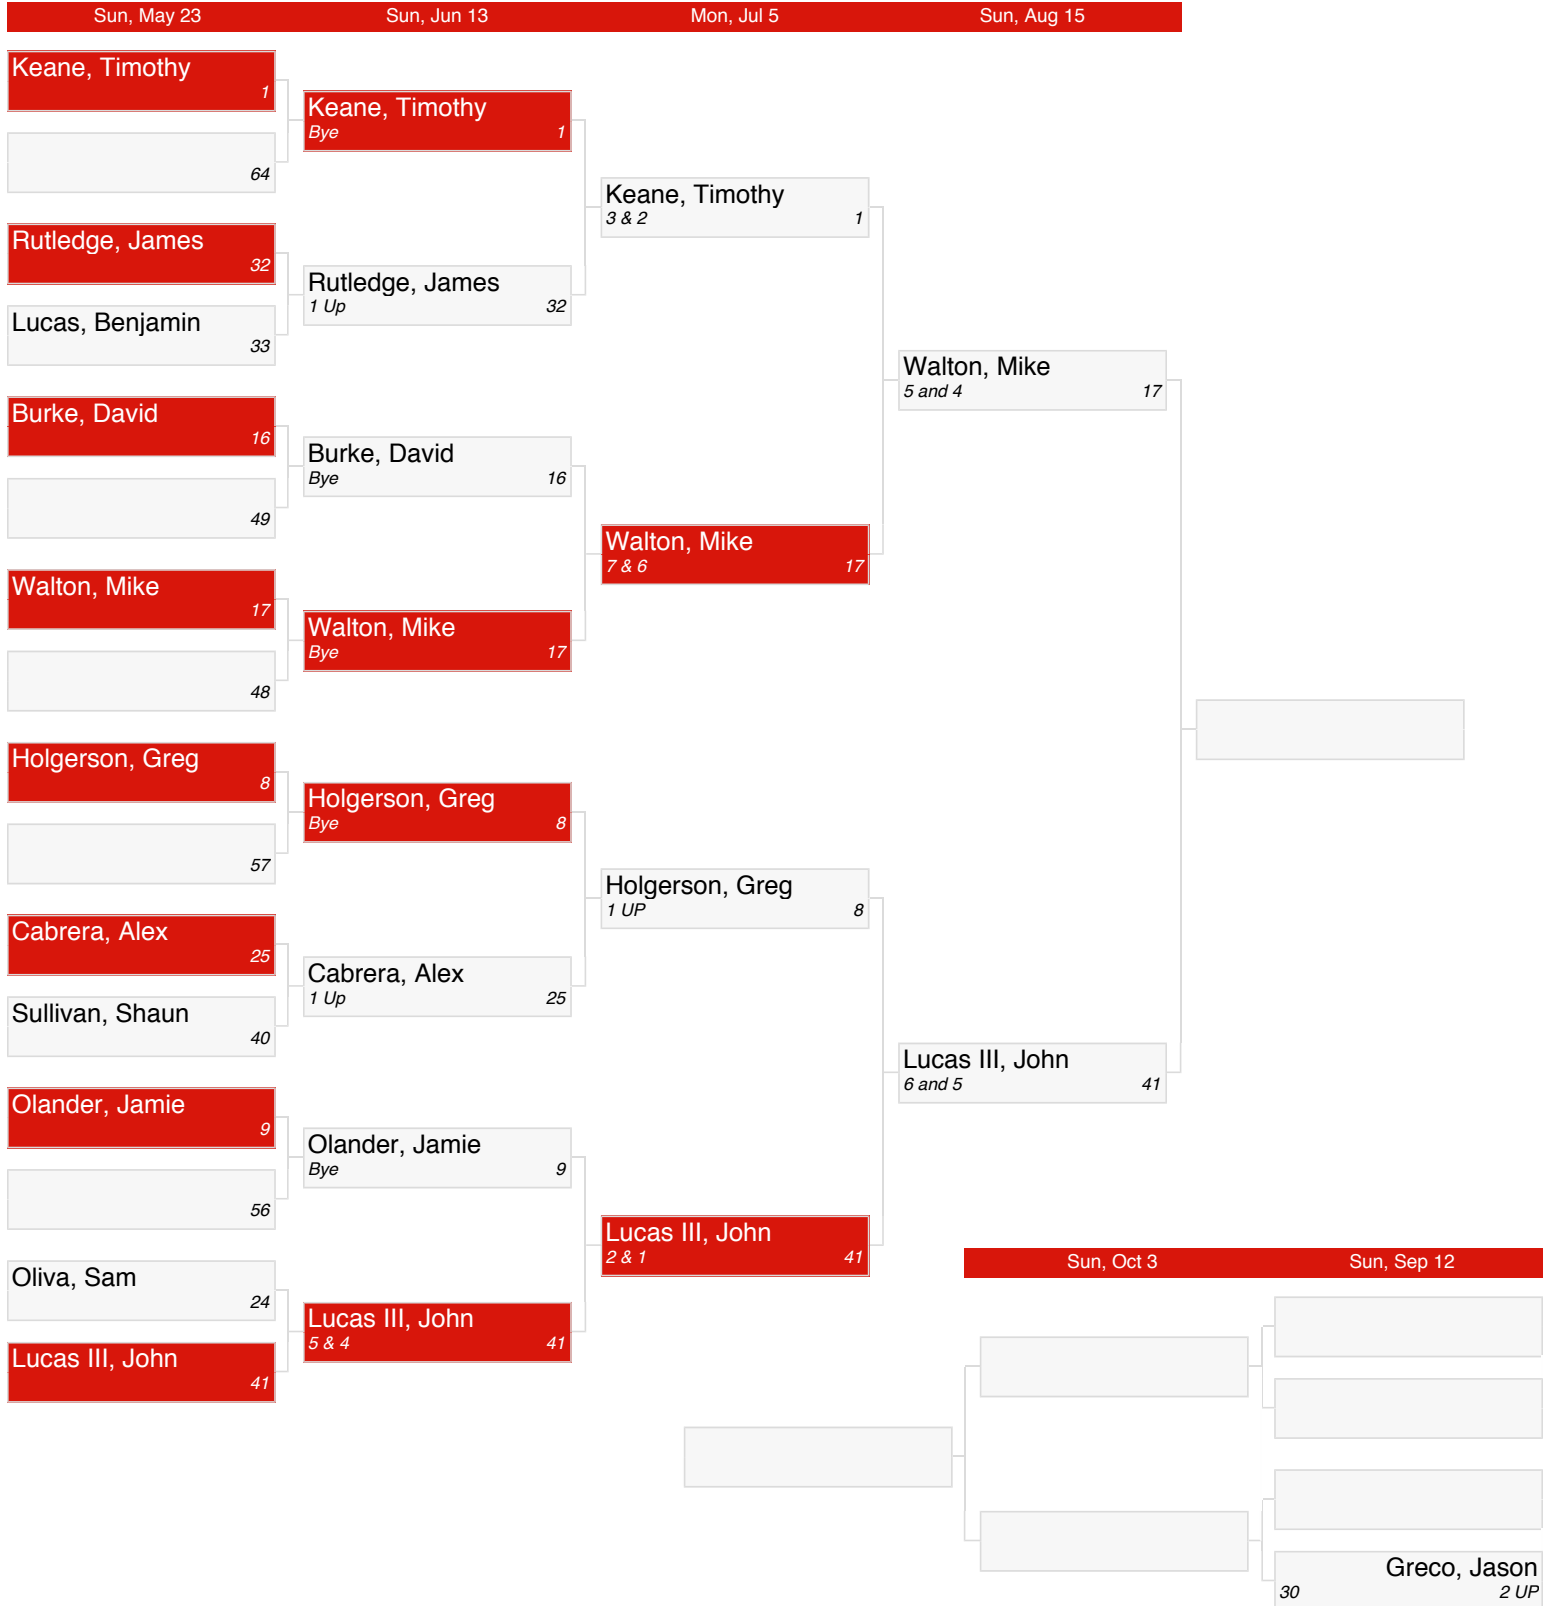 Sun, May 23 Sun, Jun 13 Mon, Jul 5 Sun, Aug 15
Keane, Timothy
1
64
Rutledge, James
32
Lucas, Benjamin
33
Burke, David
16
49
Walton, Mike
17
48
Holgerson, Greg
8
57
Cabrera, Alex
25
Sullivan, Shaun
40
Olander, Jamie
9
56
Oliva, Sam
24
Lucas III, John
41
Keane, Timothy
Bye 1
Rutledge, James
1 Up 32
Burke, David
Bye 16
Walton, Mike
Bye 17
Holgerson, Greg
Bye 8
Cabrera, Alex
1 Up 25
Olander, Jamie
Bye 9
Lucas III, John
5 & 4 41
Keane, Timothy
3 & 2 1
Walton, Mike
7 & 6 17
Holgerson, Greg
1 UP 8
Lucas III, John
2 & 1 41
Walton, Mike
5 and 4 17
Lucas III, John
6 and 5 41
Sun, Oct 3 Sun, Sep 12
Greco, Jason
30 2 UP